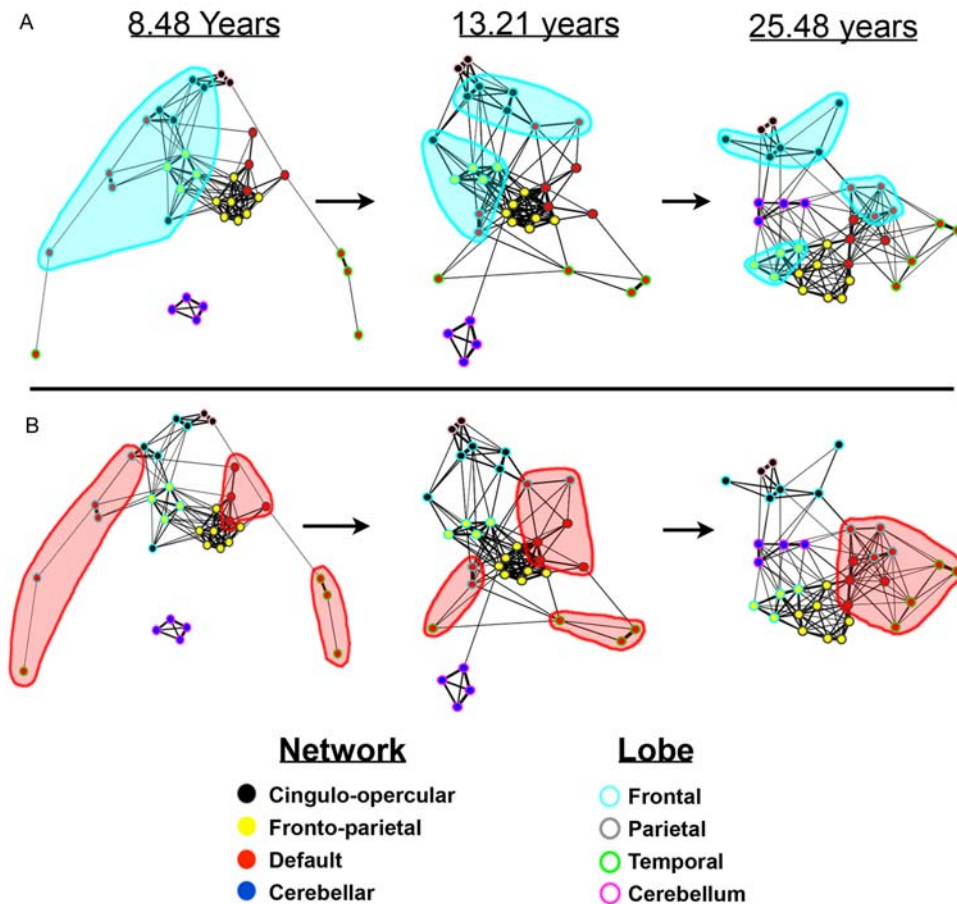 A
8.48 Years
13.21 years
25.48 years
B
Network
Cingulo-opercular
Fronto-parietal
Default
Cerebellar
Lobe
Frontal
Parietal
Temporal
Cerebellum